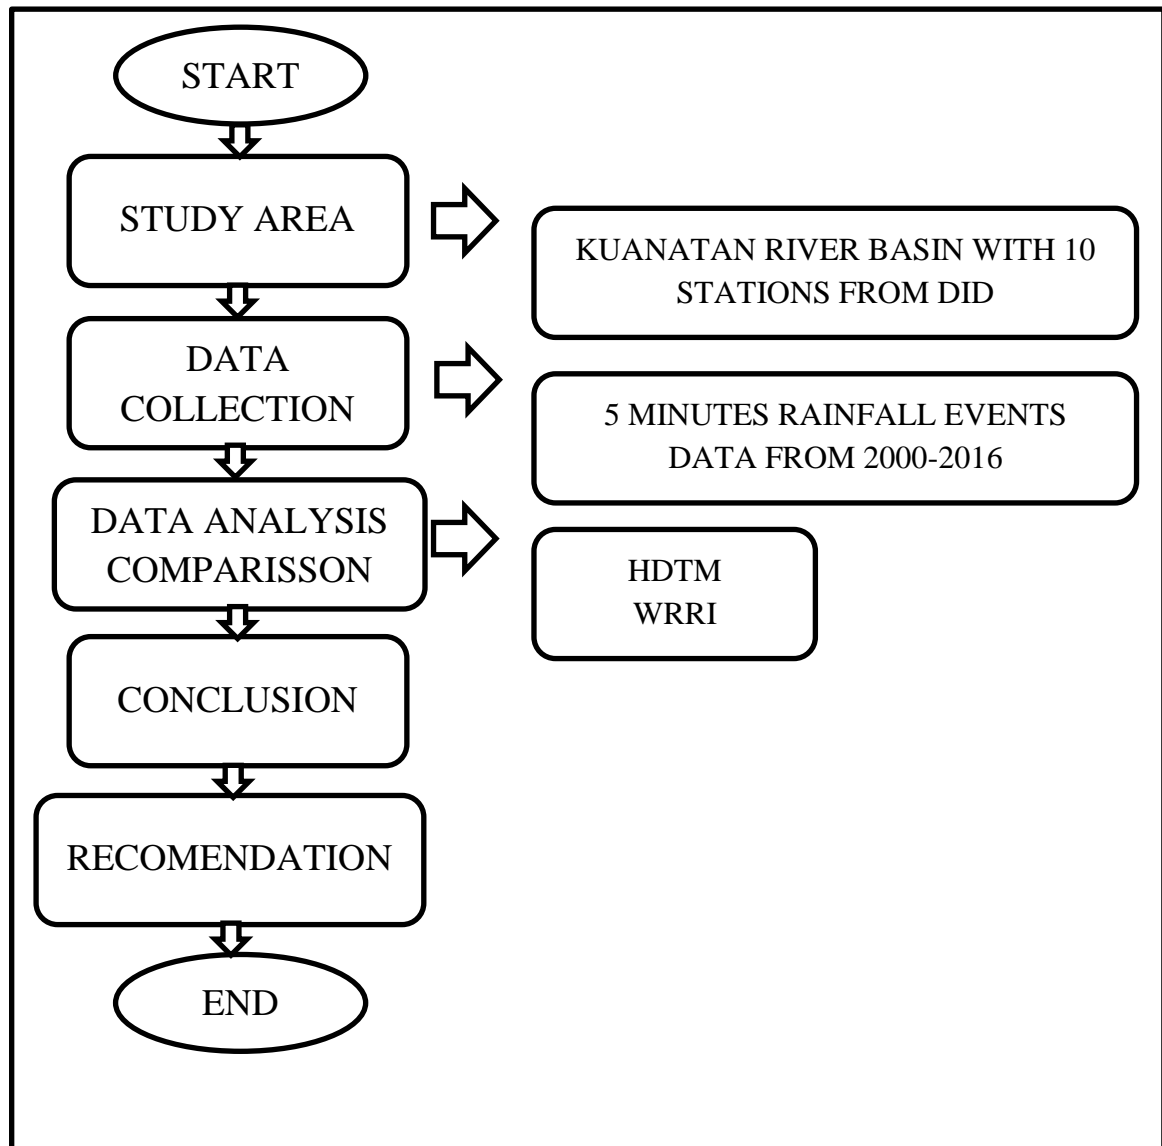 START
STUDY AREA
KUANATAN RIVER BASIN WITH 10
STATIONS FROM DID
DATA
COLLECTION
5 MINUTES RAINFALL EVENTS
DATA FROM 2000-2016
DATA ANALYSIS
COMPARISSON
HDTM
WRRI
CONCLUSION
RECOMENDATION
END